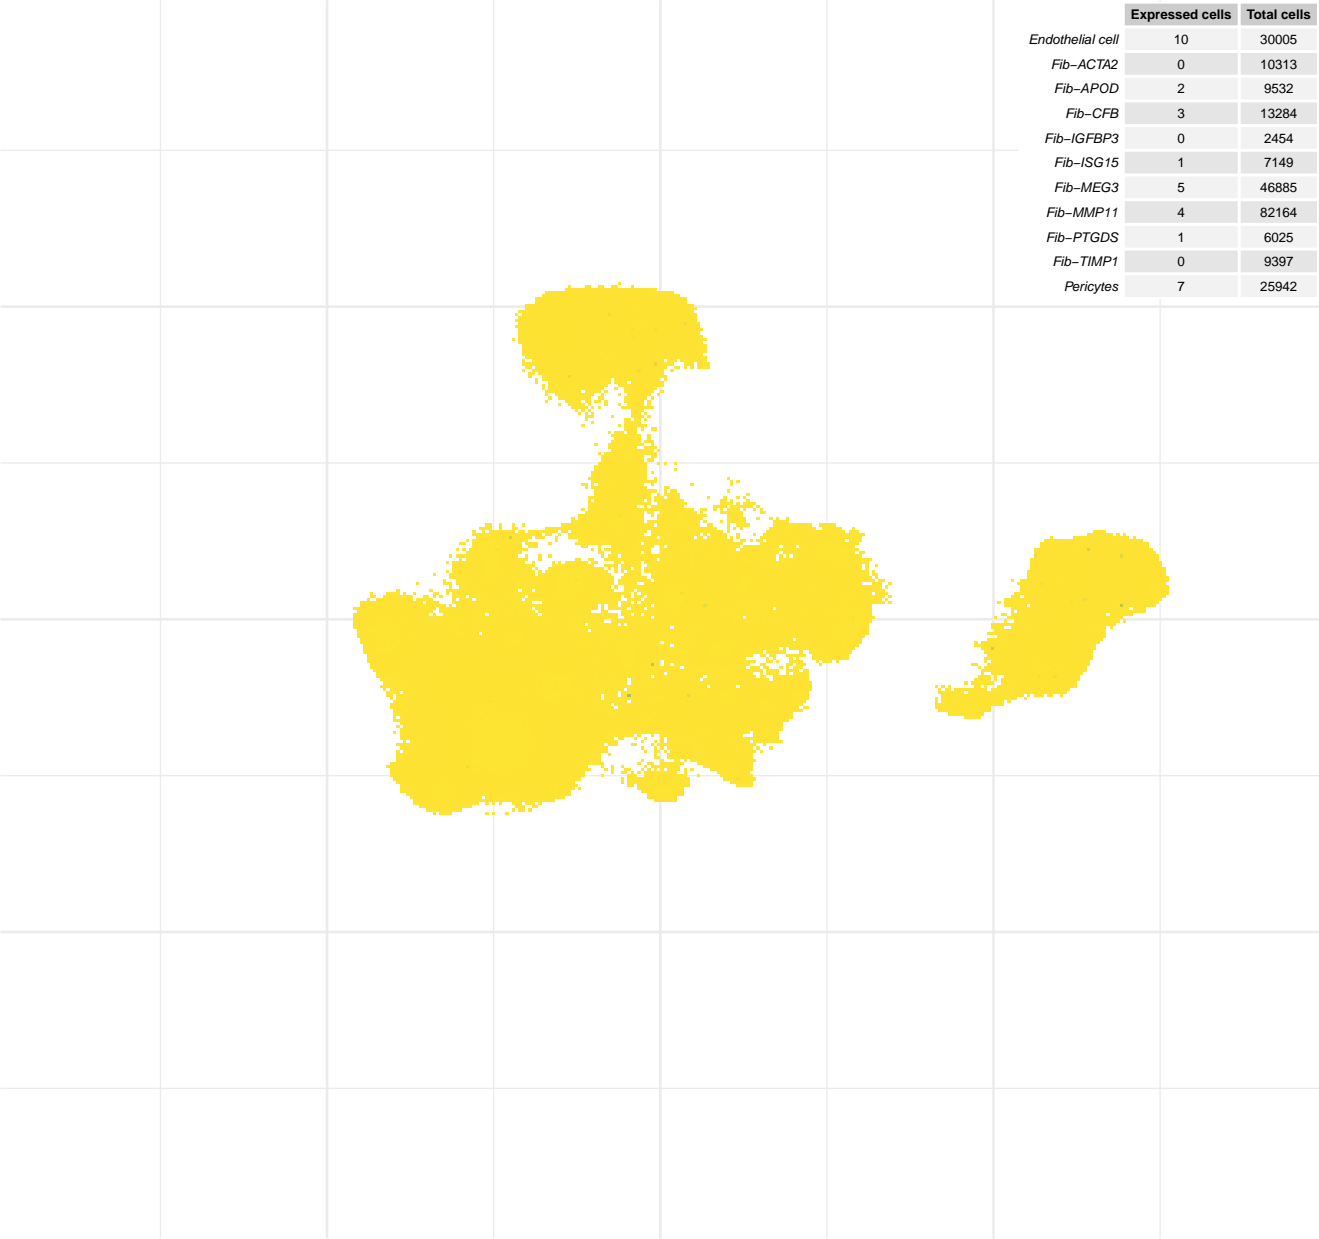 Expressed cells Total cells
Endothelial cell 10 30005
Fib−ACTA2 0 10313
Fib−APOD 2 9532
Fib−CFB 3 13284
Fib−IGFBP3 0 2454
Fib−ISG15 1 7149
Fib−MEG3 5 46885
Fib−MMP11 4 82164
Fib−PTGDS 1 6025
Fib−TIMP1 0 9397
Pericytes 7 25942